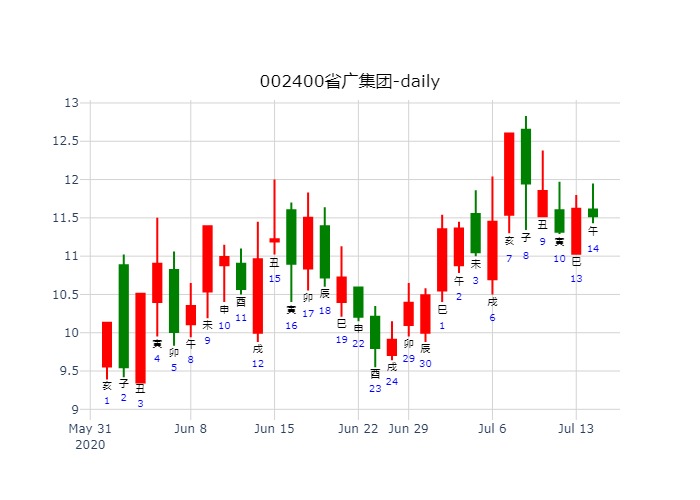 002400省广集团-daily
13
12.5
12
11.5
11
10.5
10
9.5
9
亥
1
子
2
丑
3
寅
4
卯
5
午
8
未
9
申
10
酉
11
戌
12
丑
15
寅
16
卯
17
辰
18
巳
19
申
22
酉
23
戌
24
卯
29
辰
30
巳
1
午
2
未
3
戌
6
亥
7
子
8
丑
9
寅
10
巳
13
午
14
May 31
2020
Jun 8
Jun 15
Jun 22
Jun 29
Jul 6
Jul 13